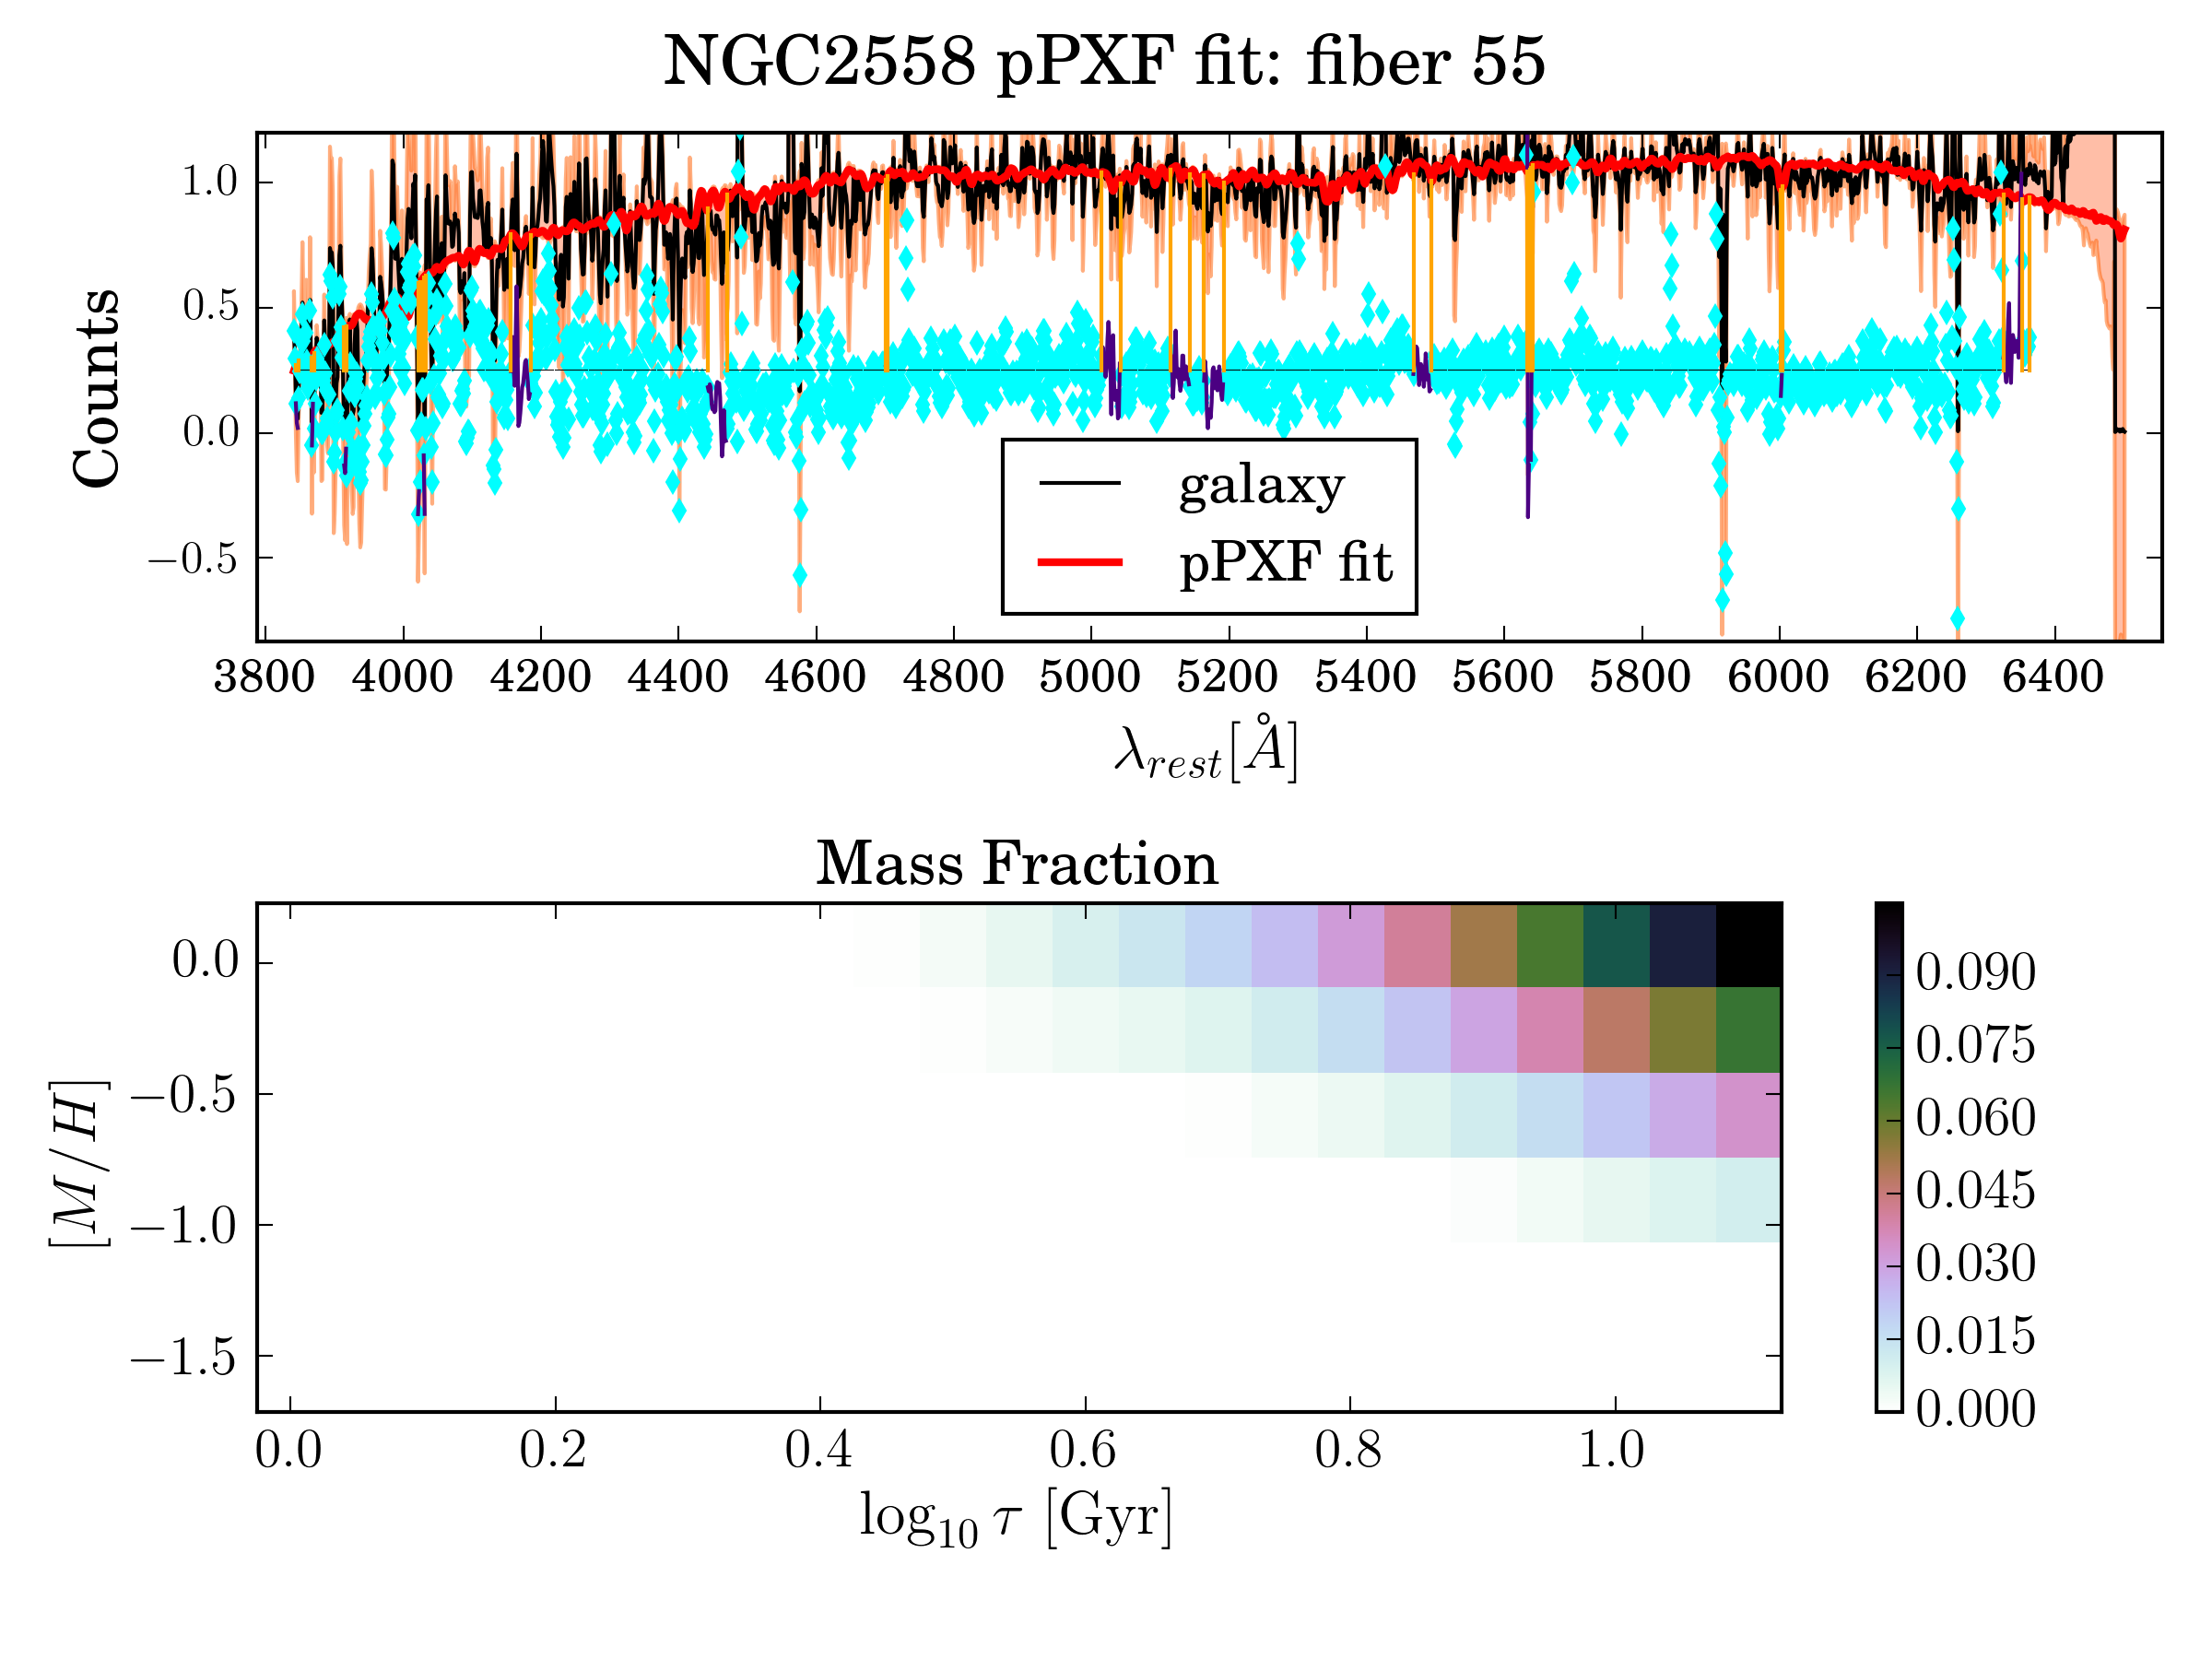 NGC2558 pPXF fit: fiber 55
Counts
1.0
0.5
0.0
−0.5
galaxy
pPXF fit
3800 4000 4200 4400 4600 4800 5000 5200 5400 5600 5800 6000 6200 6400
λ_rest[Å]
Mass Fraction
[M/H]
0.0
−0.5
−1.0
−1.5
0.0 0.2 0.4 0.6 0.8 1.0
log₁₀ τ [Gyr]
0.090
0.075
0.060
0.045
0.030
0.015
0.000